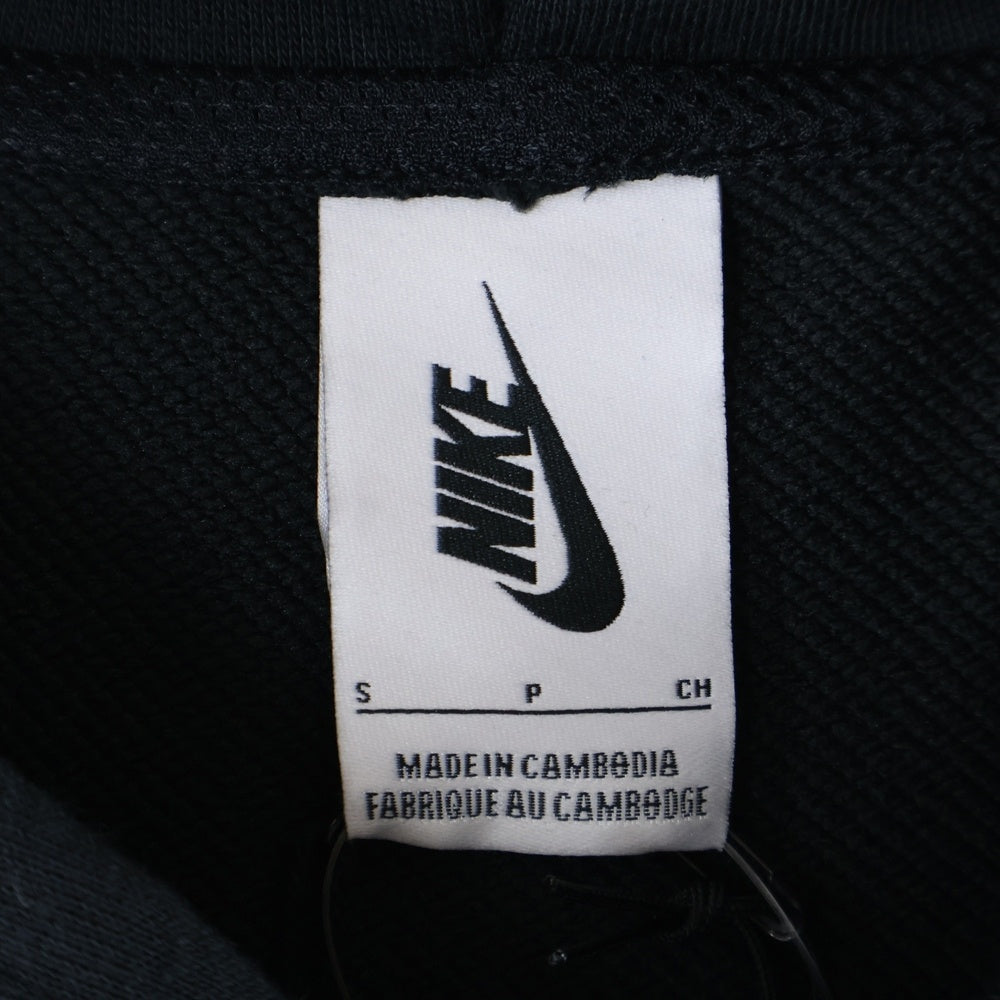 NIKE
S P CH
MADE IN CAMBODIA
FABRIQUE AU CAMBODGE